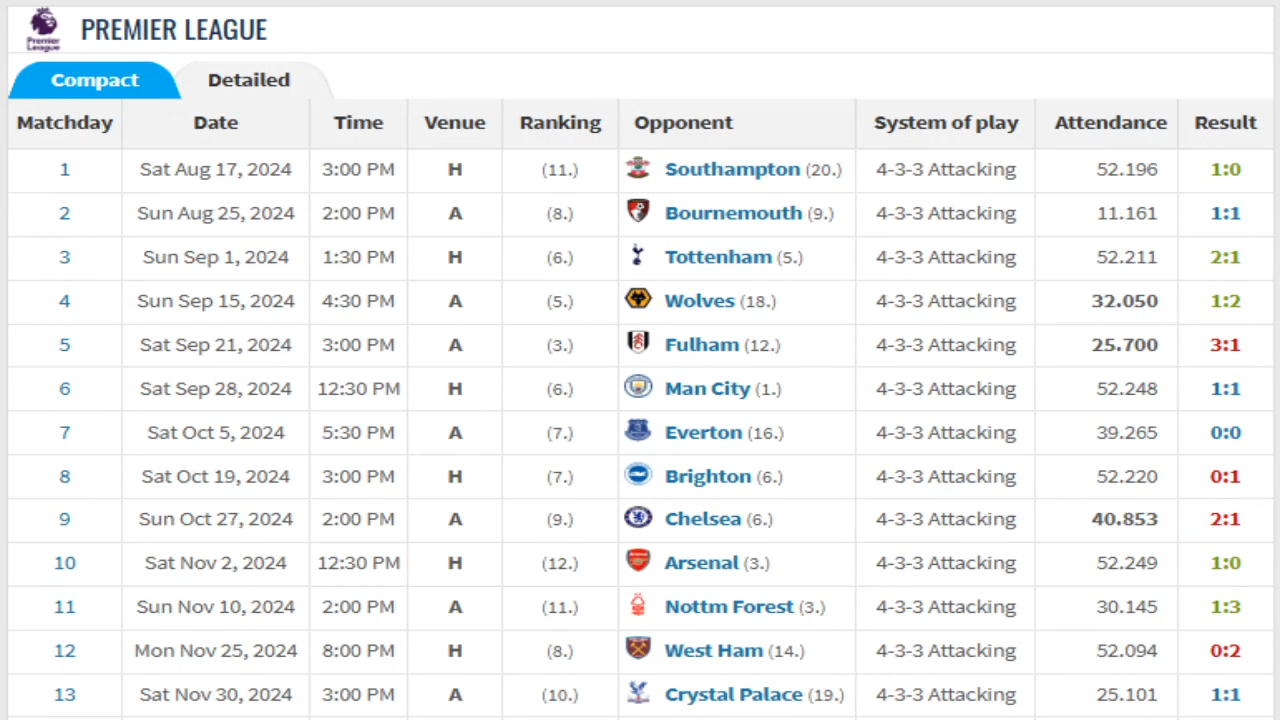 Premier
League
PREMIER LEAGUE
Compact Detailed
Matchday Date Time Venue Ranking Opponent System of play Attendance Result
1 Sat Aug 17, 2024 3:00 PM H (11.) Southampton (20.) 4-3-3 Attacking 52.196 1:0
2 Sun Aug 25, 2024 2:00 PM A (8.) Bournemouth (9.) 4-3-3 Attacking 11.161 1:1
3 Sun Sep 1, 2024 1:30 PM H (6.) Tottenham (5.) 4-3-3 Attacking 52.211 2:1
4 Sun Sep 15, 2024 4:30 PM A (5.) Wolves (18.) 4-3-3 Attacking 32.050 1:2
5 Sat Sep 21, 2024 3:00 PM A (3.) Fulham (12.) 4-3-3 Attacking 25.700 3:1
6 Sat Sep 28, 2024 12:30 PM H (6.) Man City (1.) 4-3-3 Attacking 52.248 1:1
7 Sat Oct 5, 2024 5:30 PM A (7.) Everton (16.) 4-3-3 Attacking 39.265 0:0
8 Sat Oct 19, 2024 3:00 PM H (7.) Brighton (6.) 4-3-3 Attacking 52.220 0:1
9 Sun Oct 27, 2024 2:00 PM A (9.) Chelsea (6.) 4-3-3 Attacking 40.853 2:1
10 Sat Nov 2, 2024 12:30 PM H (12.) Arsenal (3.) 4-3-3 Attacking 52.249 1:0
11 Sun Nov 10, 2024 2:00 PM A (11.) Nottm Forest (3.) 4-3-3 Attacking 30.145 1:3
12 Mon Nov 25, 2024 8:00 PM H (8.) West Ham (14.) 4-3-3 Attacking 52.094 0:2
13 Sat Nov 30, 2024 3:00 PM A (10.) Crystal Palace (19.) 4-3-3 Attacking 25.101 1:1